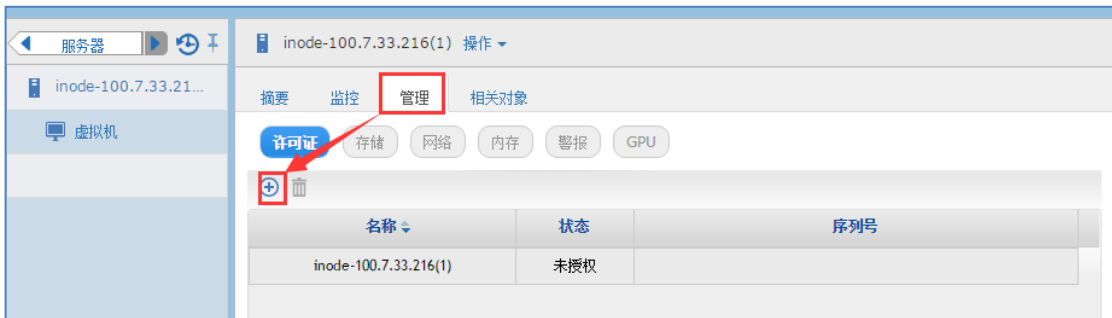 服务器
inode-100.7.33.216(1) 操作
inode-100.7.33.21...
虚拟机
摘要 监控 管理 相关对象
许可证 存储 网络 内存 警报 GPU
名称 状态 序列号
inode-100.7.33.216(1) 未授权